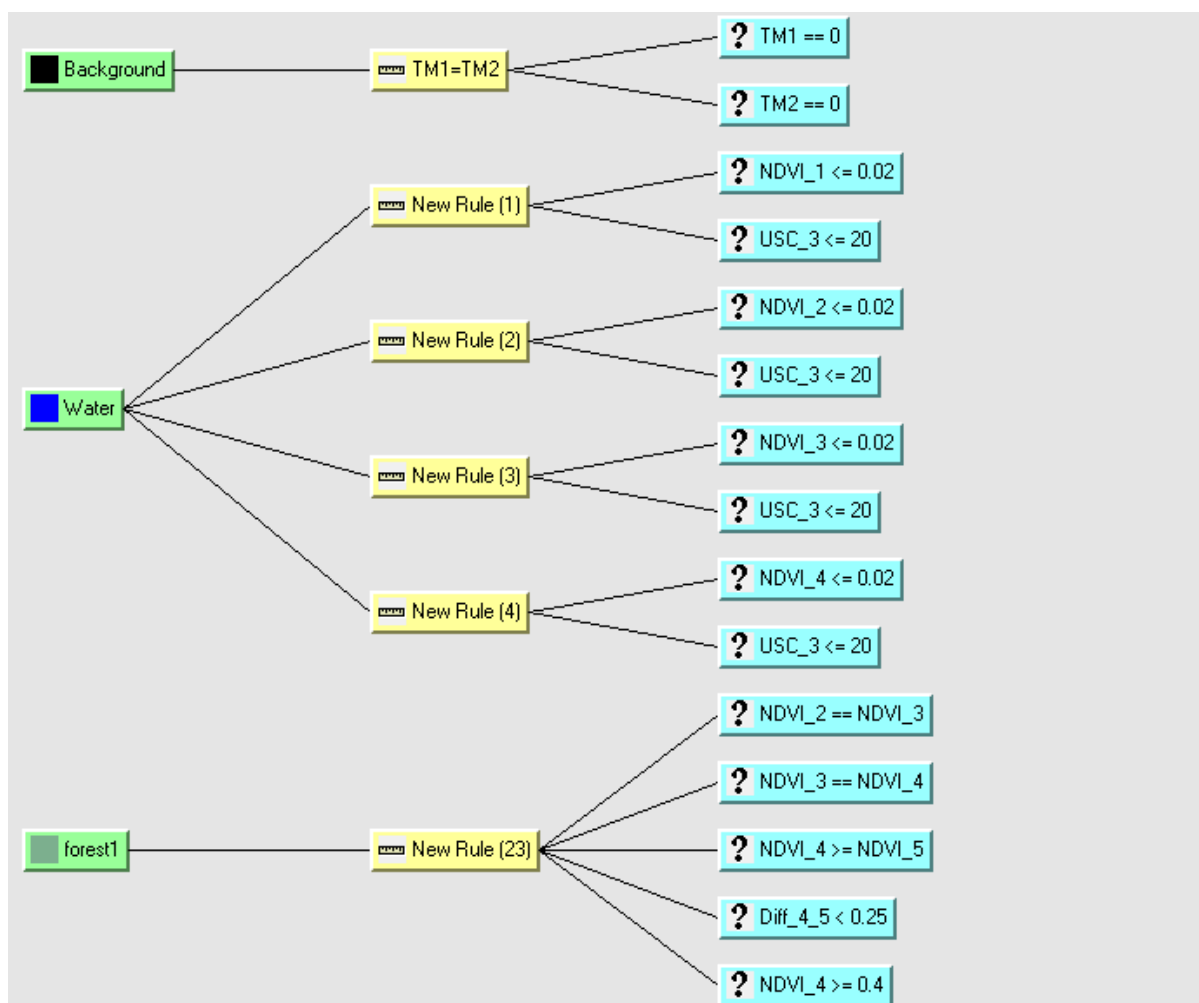 Background
TM1=TM2
? TM1 == 0
? TM2 == 0
Water
New Rule (1)
? NDVI_1 <= 0.02
? USC_3 <= 20
New Rule (2)
? NDVI_2 <= 0.02
? USC_3 <= 20
New Rule (3)
? NDVI_3 <= 0.02
? USC_3 <= 20
New Rule (4)
? NDVI_4 <= 0.02
? USC_3 <= 20
forest1
New Rule (23)
? NDVI_2 == NDVI_3
? NDVI_3 == NDVI_4
? NDVI_4 >= NDVI_5
? Diff_4_5 < 0.25
? NDVI_4 >= 0.4